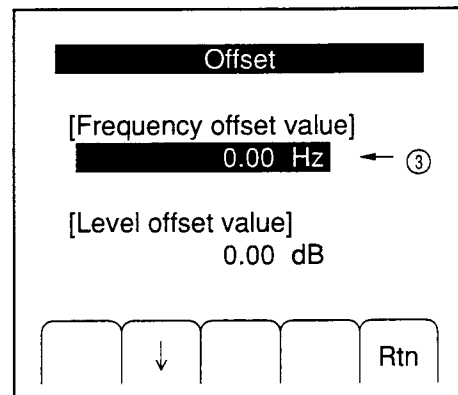 Offset
[Frequency offset value]
0.00 Hz ← ③
[Level offset value]
0.00 dB
↓ Rtn